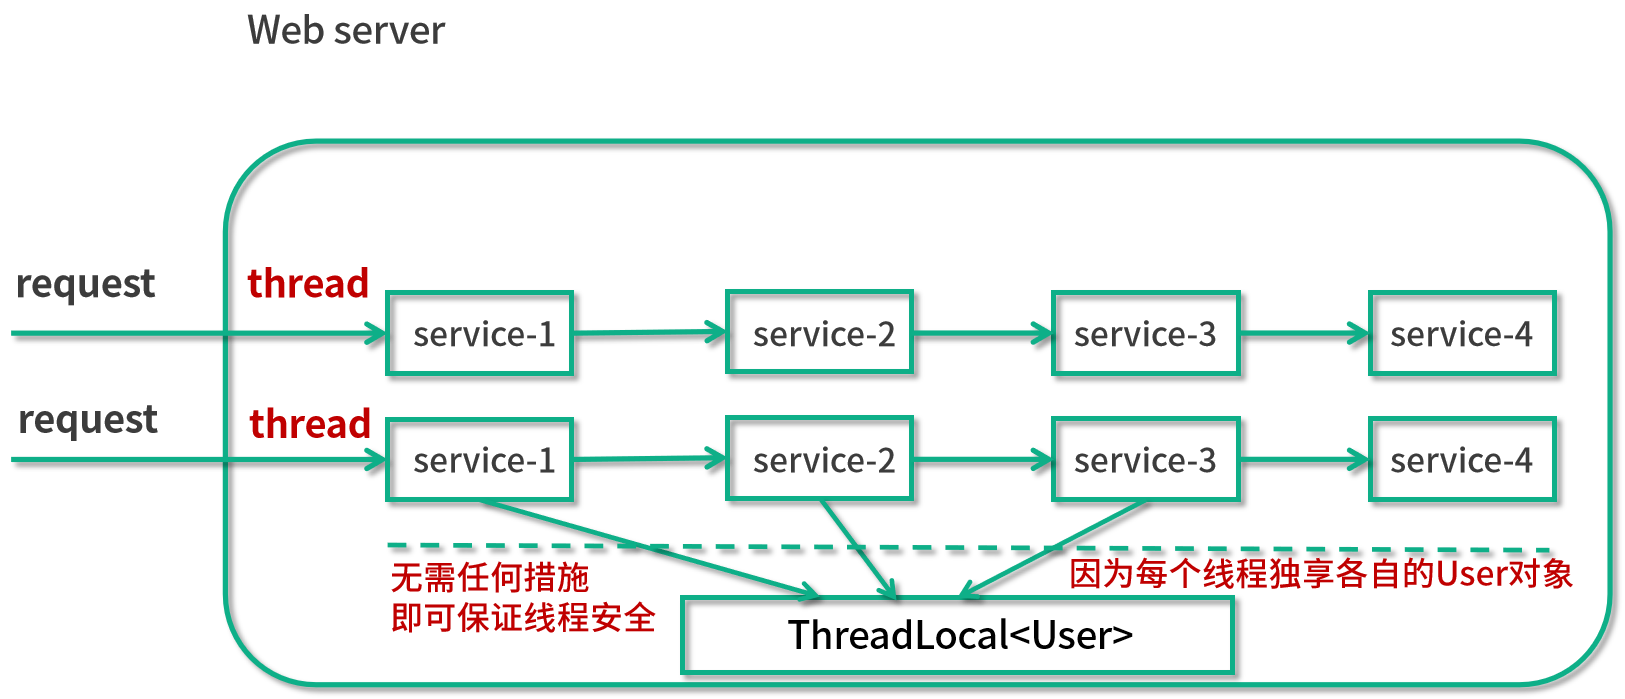 Web server
request
thread
service-1
service-2
service-3
service-4
request
thread
service-1
service-2
service-3
service-4
无需任何措施
即可保证线程安全
因为每个线程独享各自的User对象
ThreadLocal<User>